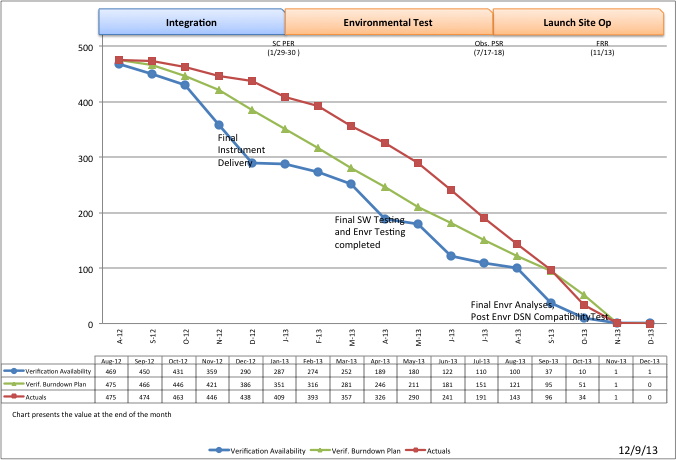 Integration Environmental Test Launch Site Op
SC PER Obs. PSR FRR
(1/29-30 ) (7/17-18) (11/13)
500
400
300
200
100
0
Final
Instrument
Delivery
Final SW Testing
and Envr Testing
completed
Final Envr Analyses,
Post Envr DSN CompatibilityTest
A-12 S-12 O-12 N-12 D-12 J-13 F-13 M-13 A-13 M-13 J-13 J-13 A-13 S-13 O-13 N-13 D-13
Aug-12 Sep-12 Oct-12 Nov-12 Dec-12 Jan-13 Feb-13 Mar-13 Apr-13 May-13 Jun-13 Jul-13 Aug-13 Sep-13 Oct-13 Nov-13 Dec-13
Verification Availability 469 450 431 359 290 287 274 252 189 180 122 110 100 37 10 1 1
Verif. Burndown Plan 475 466 446 421 386 351 316 281 246 211 181 151 121 95 51 1 0
Actuals 475 474 463 446 438 409 393 357 326 290 241 191 143 96 34 1 0
Chart presents the value at the end of the month
Verification Availability Verif. Burndown Plan Actuals
12/9/13